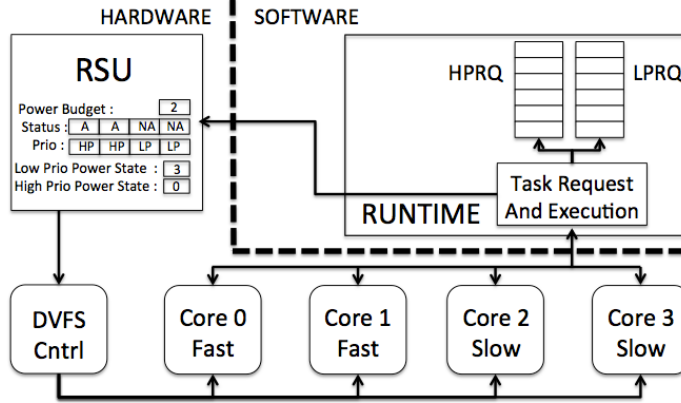 HARDWARE
SOFTWARE
RSU
Power Budget : 2
Status : A A NA NA
Prio : HP HP LP LP
Low Prio Power State : 3
High Prio Power State : 0
HPRQ
LPRQ
Task Request
And Execution
RUNTIME
DVFS
Cntrl
Core 0
Fast
Core 1
Fast
Core 2
Slow
Core 3
Slow